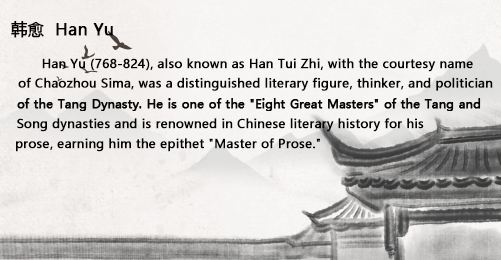 韩愈 Han Yu
Han Yu (768-824), also known as Han Tui Zhi, with the courtesy name
of Chaozhou Sima, was a distinguished literary figure, thinker, and politician
of the Tang Dynasty. He is one of the "Eight Great Masters" of the Tang and
Song dynasties and is renowned in Chinese literary history for his
prose, earning him the epithet "Master of Prose."